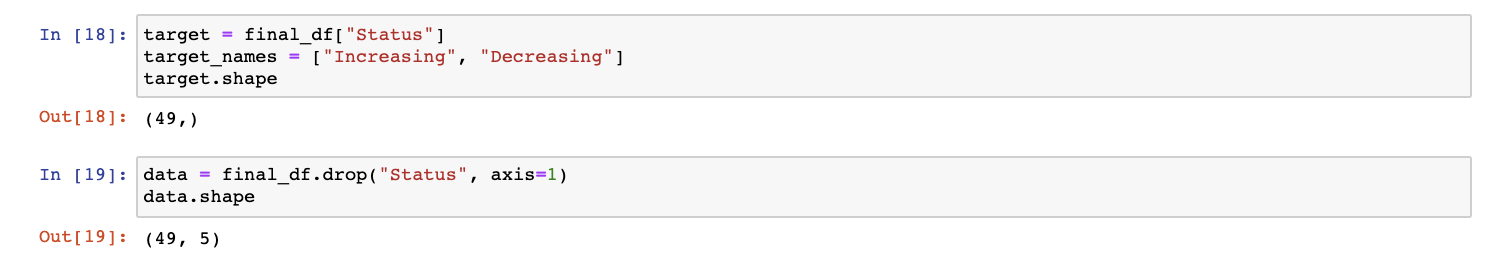 In [18]: target = final_df["Status"]
target_names = ["Increasing", "Decreasing"]
target.shape
Out[18]: (49,)
In [19]: data = final_df.drop("Status", axis=1)
data.shape
Out[19]: (49, 5)